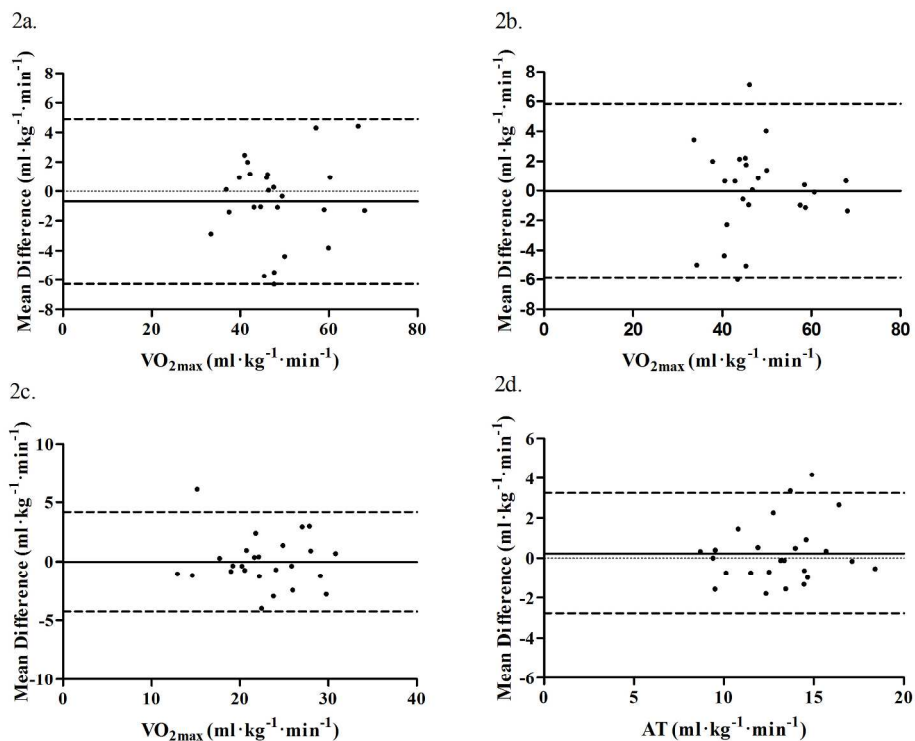 2a.
Mean Difference (ml·kg⁻¹·min⁻¹)
8
6
4
2
0
-2
-4
-6
-8
0 20 40 60 80
VO₂max (ml·kg⁻¹·min⁻¹)
2b.
Mean Difference (ml·kg⁻¹·min⁻¹)
8
6
4
2
0
-2
-4
-6
-8
0 20 40 60 80
VO₂max (ml·kg⁻¹·min⁻¹)
2c.
Mean Difference (ml·kg⁻¹·min⁻¹)
10
5
0
-5
-10
0 10 20 30 40
VO₂max (ml·kg⁻¹·min⁻¹)
2d.
Mean Difference (ml·kg⁻¹·min⁻¹)
6
4
2
0
-2
-4
-6
0 5 10 15 20
AT (ml·kg⁻¹·min⁻¹)